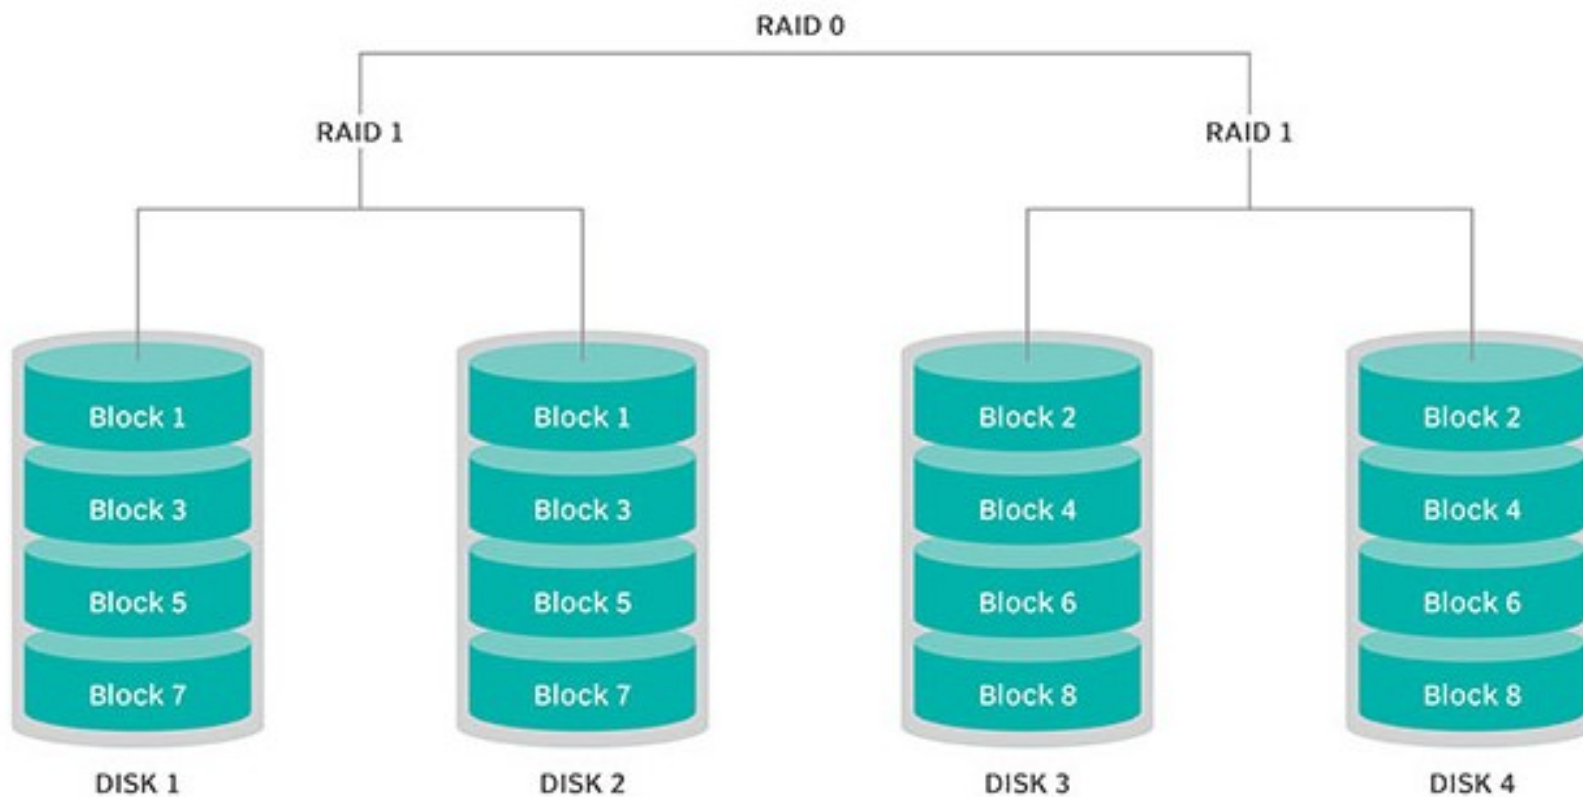 RAID 0
RAID 1 RAID 1
Block 1 Block 1 Block 2 Block 2
Block 3 Block 3 Block 4 Block 4
Block 5 Block 5 Block 6 Block 6
Block 7 Block 7 Block 8 Block 8
DISK 1 DISK 2 DISK 3 DISK 4